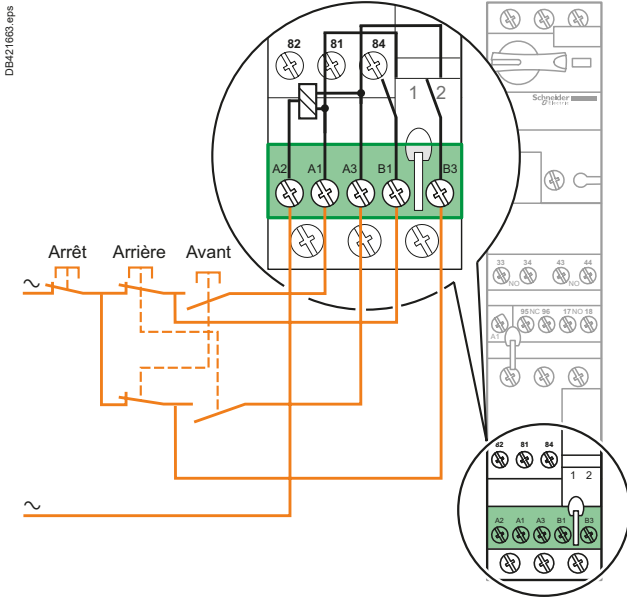 DB421663.eps
82 81 84
1 2
A2 A1 A3 B1 B3
Arrêt Arrière Avant
~
~
Schneider
Electric
33 34 43 44
NO NO
95 NC 96 17 NO 18
A1
82 81 84
1 2
A2 A1 A3 B1 B3